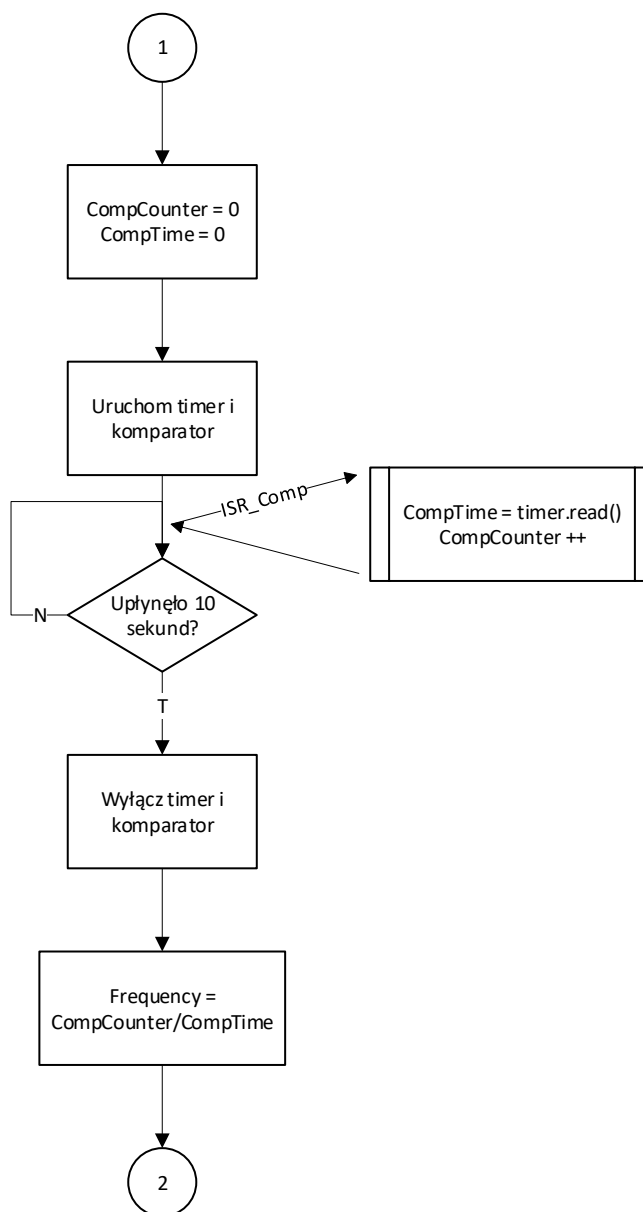 1
CompCounter = 0
CompTime = 0
Uruchom timer i
komparator
ISR_Comp
CompTime = timer.read()
CompCounter ++
Upłynęło 10
sekund?
N
T
Wyłącz timer i
komparator
Frequency =
CompCounter/CompTime
2